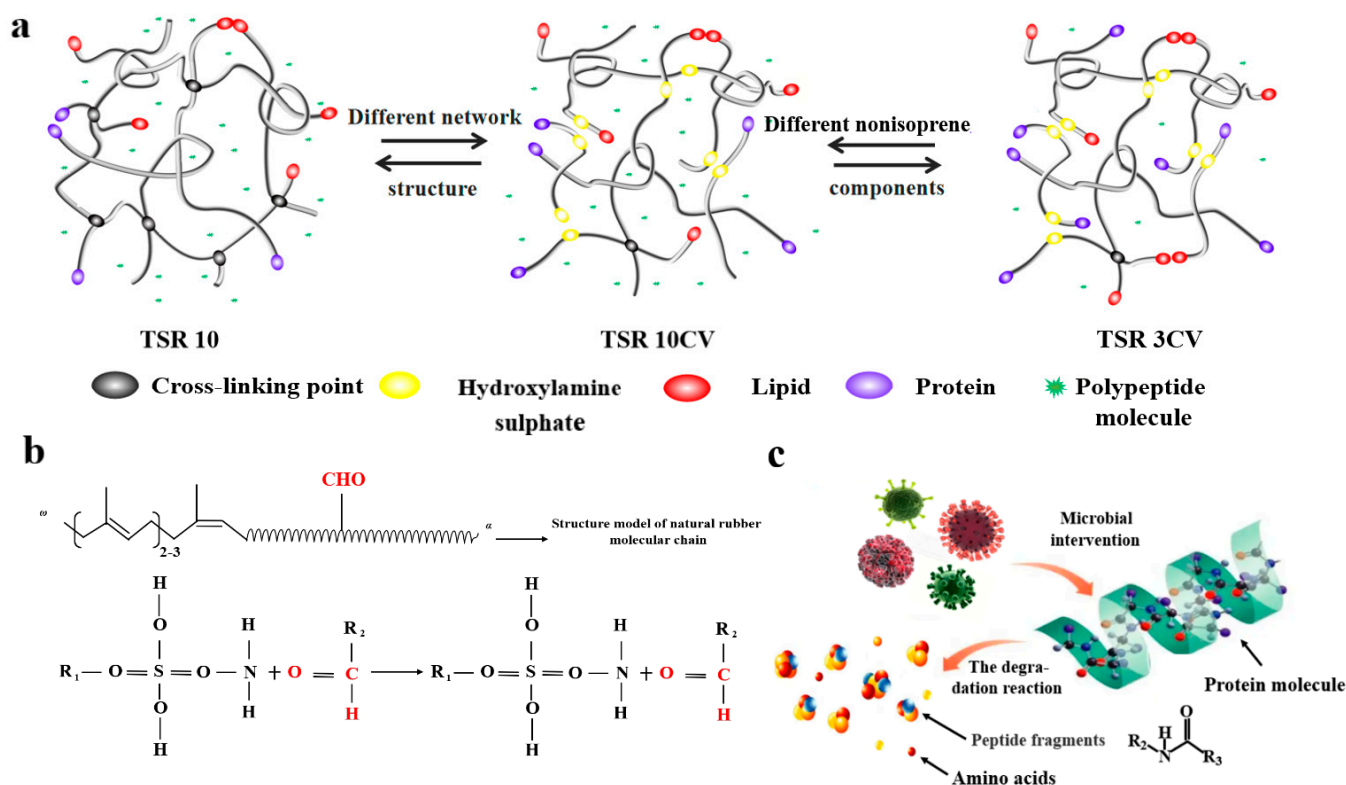 a
Different network
structure
Different nonisoprene
components
TSR 10
TSR 10CV
TSR 3CV
Cross-linking point
Hydroxylamine
sulphate
Lipid
Protein
Polypeptide
molecule
b
CHO
ω
2-3
α
Structure model of natural rubber
molecular chain
H
O
H
R₂
R₁ O = S = O N + O = C
O
H
H
H
O
H
R₂
R₁ O = S = O N + O = C
O
H
H
H
c
Microbial
intervention
The degra-
dation reaction
Protein molecule
Peptide fragments
Amino acids
O
H
R₂ N R₃